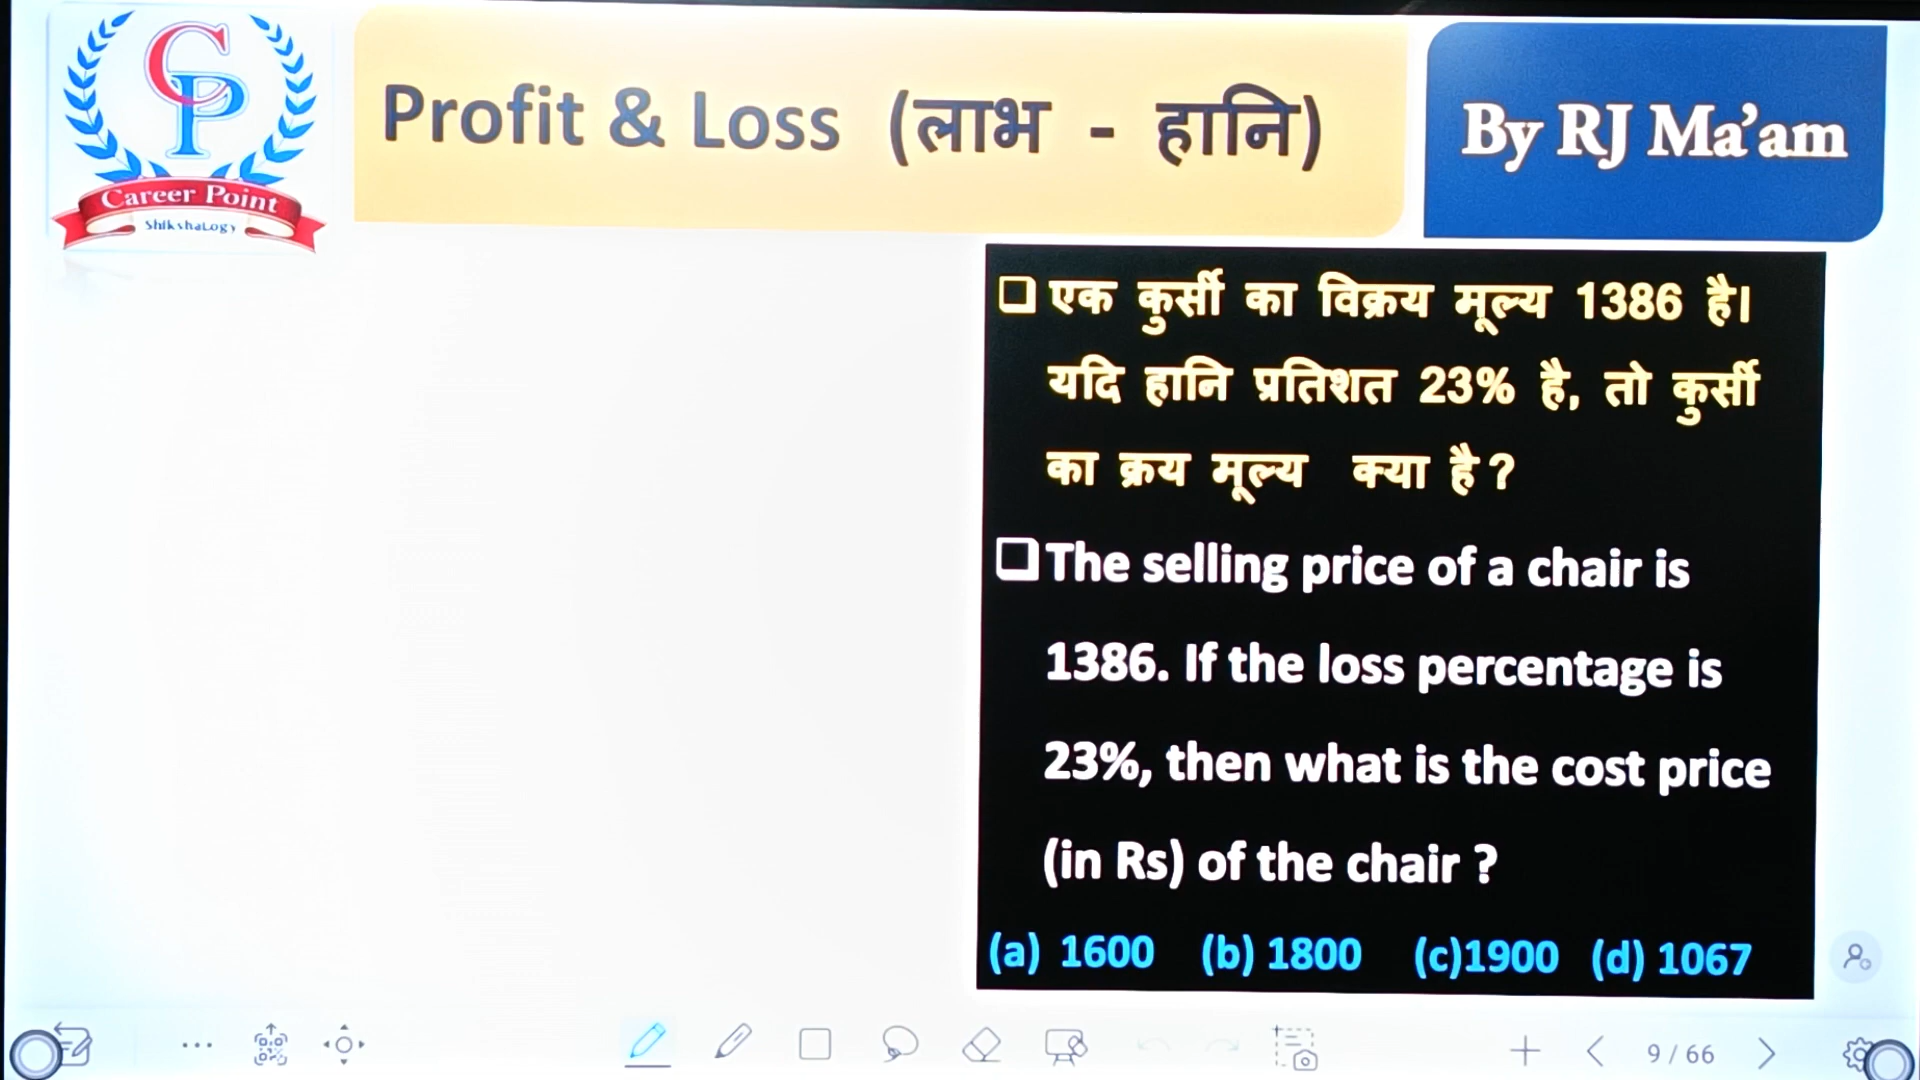 CP
Career Point
ShikshaLogy
Profit & Loss (लाभ - हानि)
By RJ Ma’am
एक कुर्सी का विक्रय मूल्य 1386 है।
यदि हानि प्रतिशत 23% है, तो कुर्सी
का क्रय मूल्य क्या है ?
The selling price of a chair is
1386. If the loss percentage is
23%, then what is the cost price
(in Rs) of the chair ?
(a) 1600 (b) 1800 (c)1900 (d) 1067
9 / 66